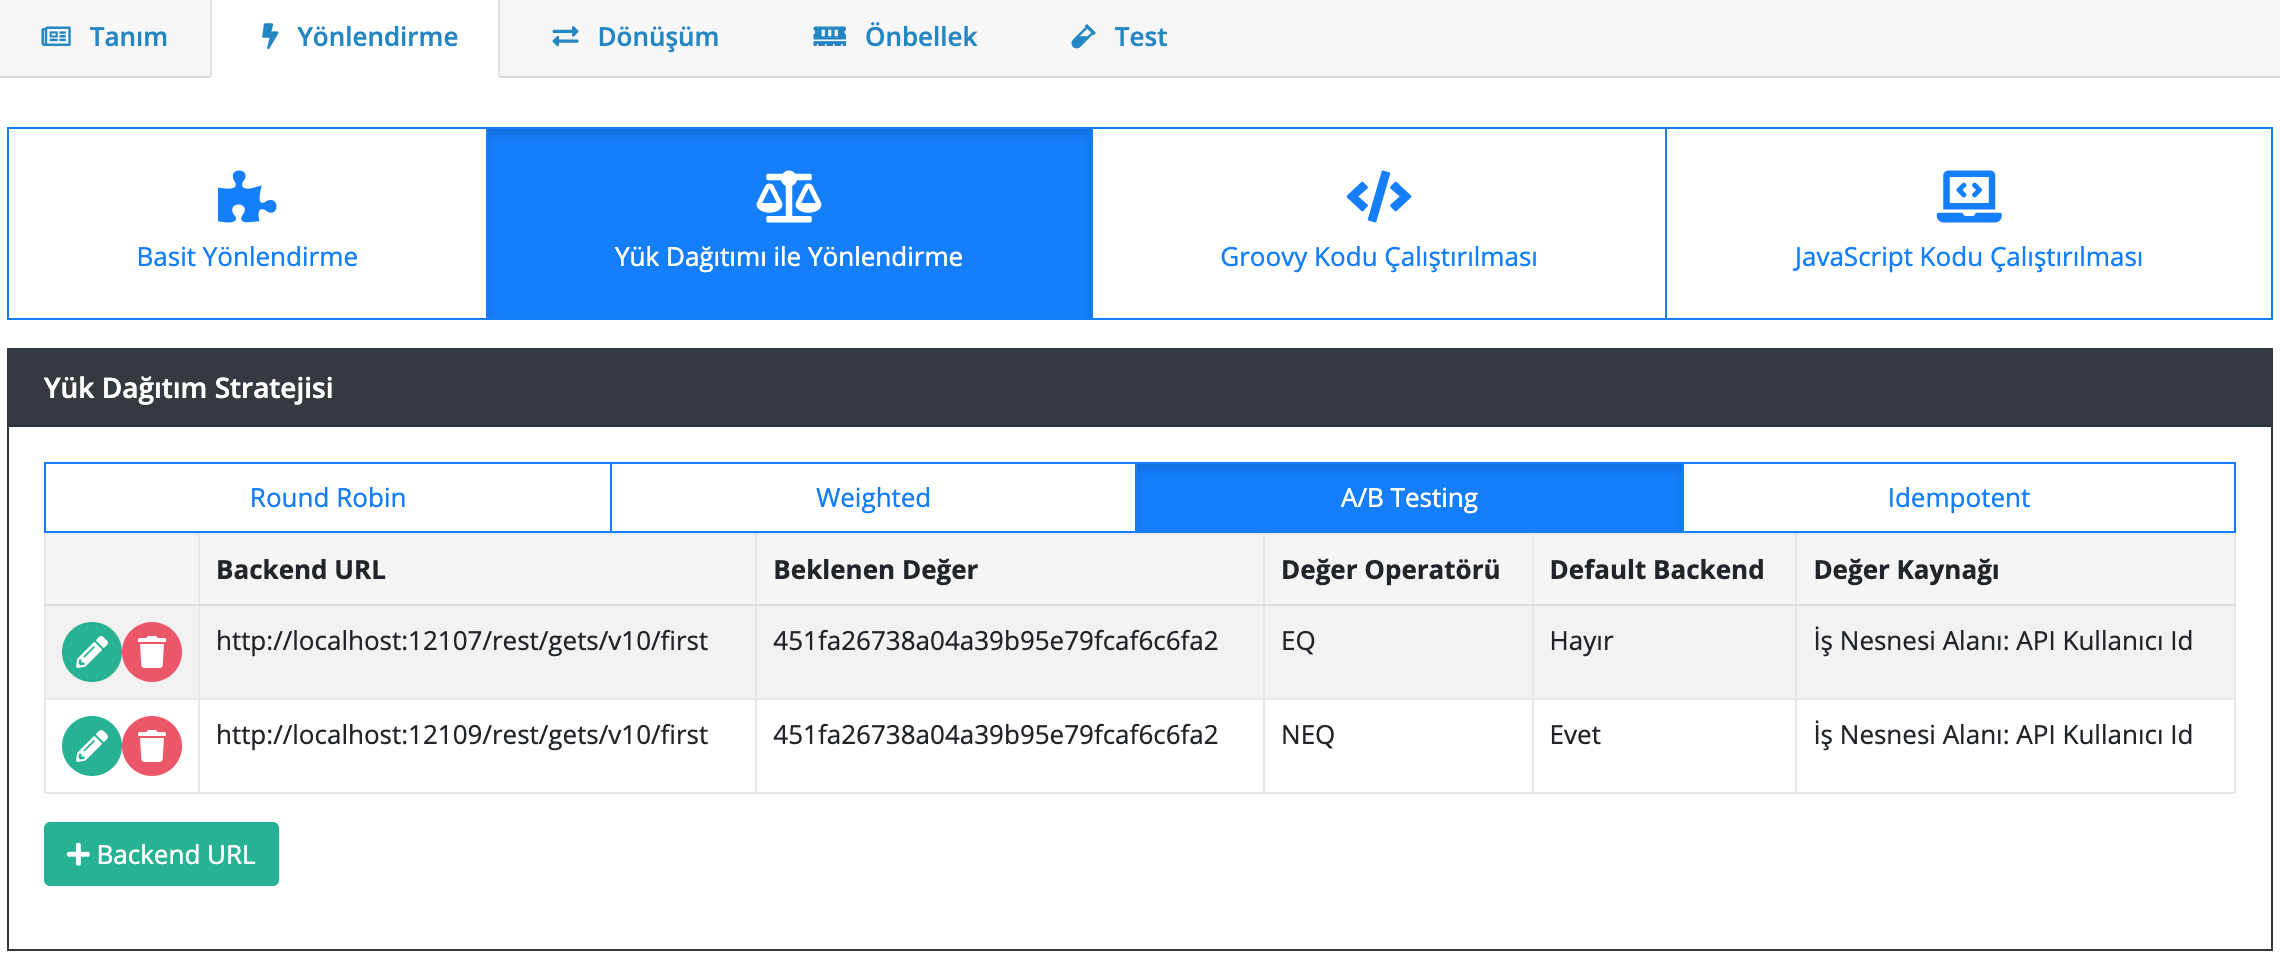 Tanım Yönlendirme Dönüşüm Önbellek Test
Basit Yönlendirme Yük Dağıtımı ile Yönlendirme Groovy Kodu Çalıştırılması JavaScript Kodu Çalıştırılması
Yük Dağıtım Stratejisi
Round Robin Weighted A/B Testing Idempotent
Backend URL Beklenen Değer Değer Operatörü Default Backend Değer Kaynağı
http://localhost:12107/rest/gets/v10/first 451fa26738a04a39b95e79fcaf6c6fa2 EQ Hayır İş Nesnesi Alanı: API Kullanıcı Id
http://localhost:12109/rest/gets/v10/first 451fa26738a04a39b95e79fcaf6c6fa2 NEQ Evet İş Nesnesi Alanı: API Kullanıcı Id
+ Backend URL